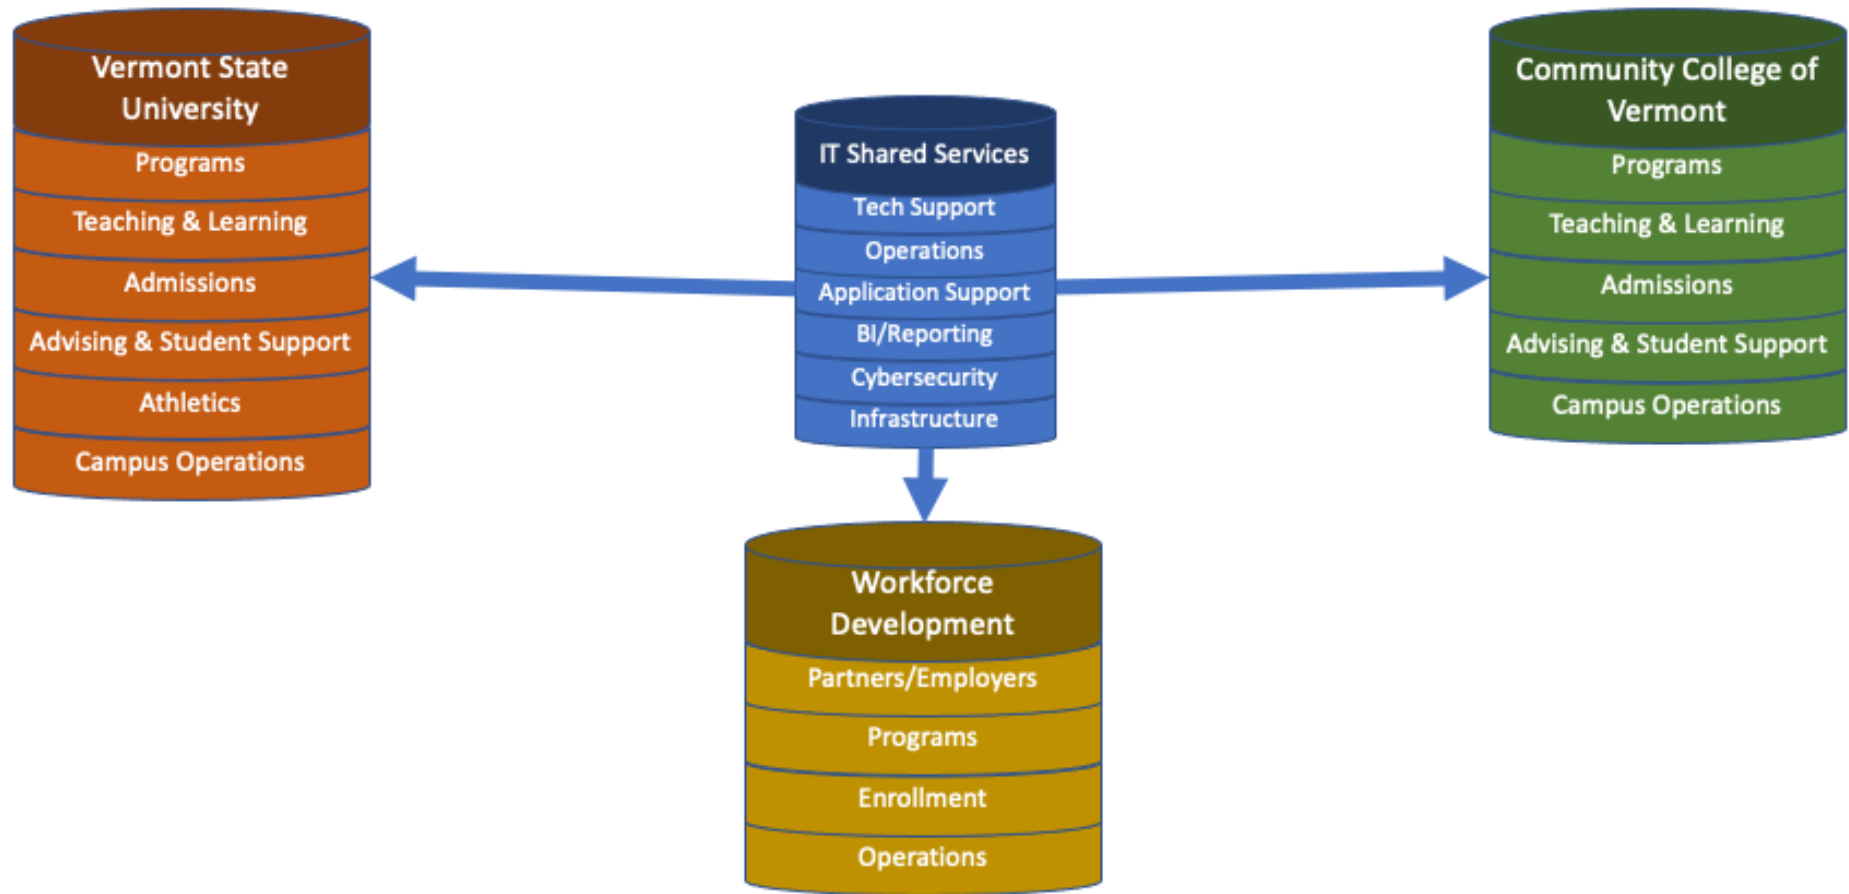 Vermont State
University
Programs
Teaching & Learning
Admissions
Advising & Student Support
Athletics
Campus Operations
IT Shared Services
Tech Support
Operations
Application Support
BI/Reporting
Cybersecurity
Infrastructure
Community College of
Vermont
Programs
Teaching & Learning
Admissions
Advising & Student Support
Campus Operations
Workforce
Development
Partners/Employers
Programs
Enrollment
Operations